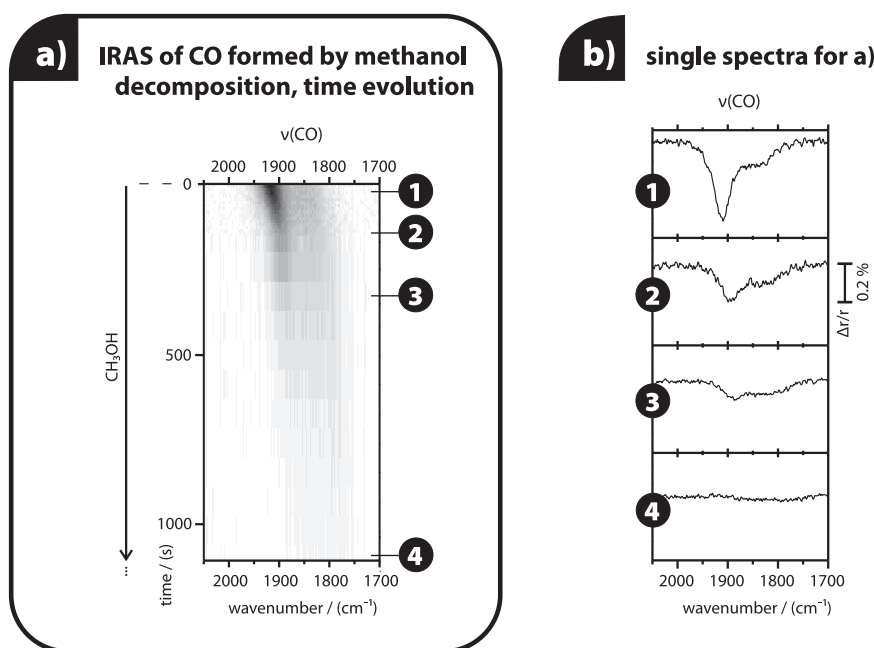 a)
IRAS of CO formed by methanol
decomposition, time evolution
ν(CO)
2000 1900 1800 1700
0
500
1000
CH₃OH
...
time / (s)
1
2
3
4
2000 1900 1800 1700
wavenumber / (cm⁻¹)
b)
single spectra for a)
ν(CO)
1
2
3
4
Δr/r
0.2 %
2000 1900 1800 1700
wavenumber / (cm⁻¹)